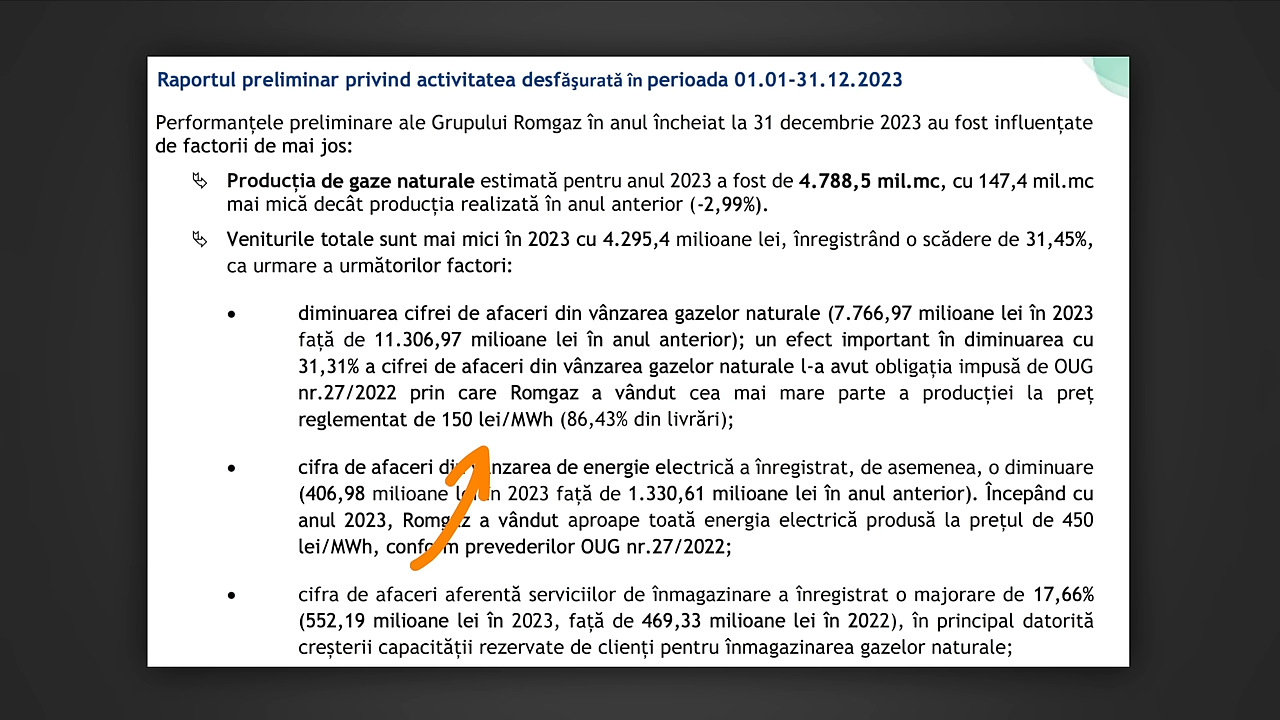 Raportul preliminar privind activitatea desfășurată în perioada 01.01-31.12.2023
Performanțele preliminare ale Grupului Romgaz în anul încheiat la 31 decembrie 2023 au fost influențate
de factorii de mai jos:
Producția de gaze naturale estimată pentru anul 2023 a fost de 4.788,5 mil.mc, cu 147,4 mil.mc
mai mică decât producția realizată în anul anterior (-2,99%).
Veniturile totale sunt mai mici în 2023 cu 4.295,4 milioane lei, înregistrând o scădere de 31,45%,
ca urmare a următorilor factori:
• diminuarea cifrei de afaceri din vânzarea gazelor naturale (7.766,97 milioane lei în 2023
față de 11.306,97 milioane lei în anul anterior); un efect important în diminuarea cu
31,31% a cifrei de afaceri din vânzarea gazelor naturale l-a avut obligația impusă de OUG
nr.27/2022 prin care Romgaz a vândut cea mai mare parte a producției la preț
reglementat de 150 lei/MWh (86,43% din livrări);
• cifra de afaceri din vânzarea de energie electrică a înregistrat, de asemenea, o diminuare
(406,98 milioane lei în 2023 față de 1.330,61 milioane lei în anul anterior). Începând cu
anul 2023, Romgaz a vândut aproape toată energia electrică produsă la prețul de 450
lei/MWh, conform prevederilor OUG nr.27/2022;
• cifra de afaceri aferentă serviciilor de înmagazinare a înregistrat o majorare de 17,66%
(552,19 milioane lei în 2023, față de 469,33 milioane lei în 2022), în principal datorită
creșterii capacității rezervate de clienți pentru înmagazinarea gazelor naturale;